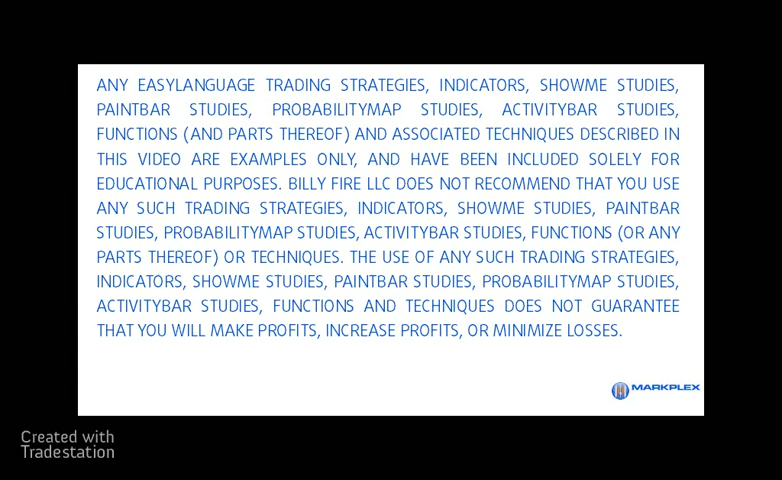 ANY EASYLANGUAGE TRADING STRATEGIES, INDICATORS, SHOWME STUDIES,
PAINTBAR STUDIES, PROBABILITYMAP STUDIES, ACTIVITYBAR STUDIES,
FUNCTIONS (AND PARTS THEREOF) AND ASSOCIATED TECHNIQUES DESCRIBED IN
THIS VIDEO ARE EXAMPLES ONLY, AND HAVE BEEN INCLUDED SOLELY FOR
EDUCATIONAL PURPOSES. BILLY FIRE LLC DOES NOT RECOMMEND THAT YOU USE
ANY SUCH TRADING STRATEGIES, INDICATORS, SHOWME STUDIES, PAINTBAR
STUDIES, PROBABILITYMAP STUDIES, ACTIVITYBAR STUDIES, FUNCTIONS (OR ANY
PARTS THEREOF) OR TECHNIQUES. THE USE OF ANY SUCH TRADING STRATEGIES,
INDICATORS, SHOWME STUDIES, PAINTBAR STUDIES, PROBABILITYMAP STUDIES,
ACTIVITYBAR STUDIES, FUNCTIONS AND TECHNIQUES DOES NOT GUARANTEE
THAT YOU WILL MAKE PROFITS, INCREASE PROFITS, OR MINIMIZE LOSSES.
MARKPLEX
Created with
Tradestation